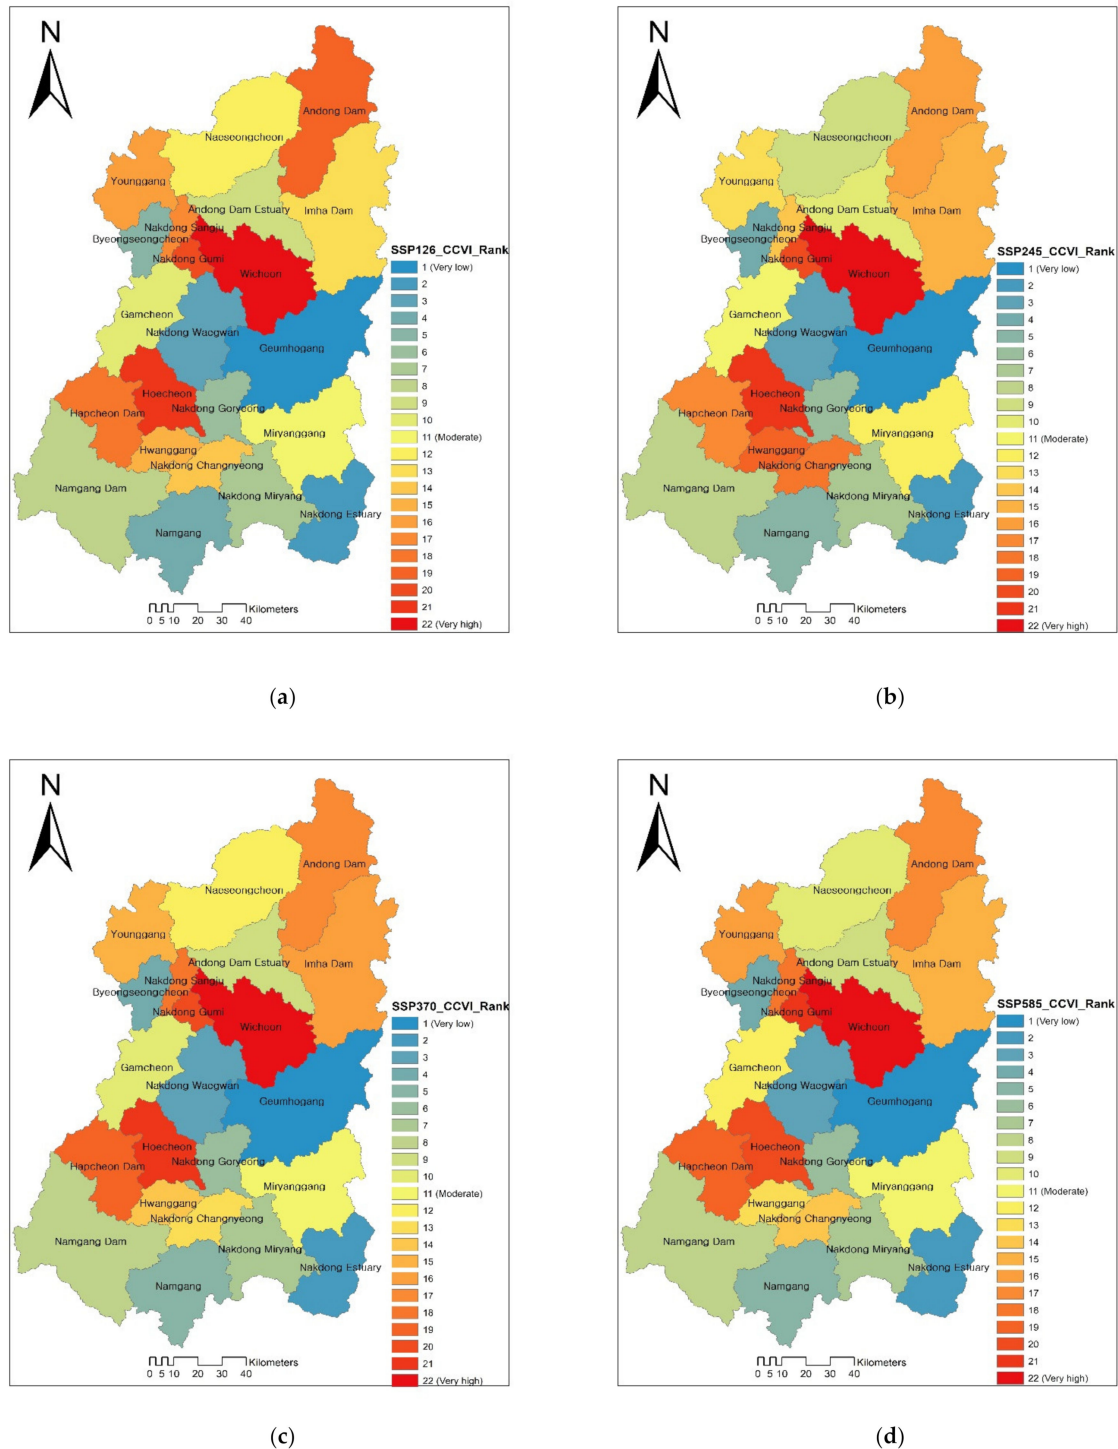 N
Andong Dam
Naeseongcheon
Younggang
Andong Dam Estuary
Imha Dam
Nakdong Sangju
Byeongseongcheon
Nakdong Gumi
Wicheon
Gamcheon
Nakdong Waegwan
Geumhogang
Hoecheon
Hapcheon Dam
Nakdong Goryeong
Miryanggang
Hwanggang
Nakdong Changnyeong
Namgang Dam
Nakdong Miryang
Nakdong Estuary
Namgang
SSP126_CCVI_Rank
1 (Very low)
2
3
4
5
6
7
8
9
10
11 (Moderate)
12
13
14
15
16
17
18
19
20
21
22 (Very high)
Kilometers
0 5 10 20 30 40
(a)
N
Andong Dam
Naeseongcheon
Younggang
Andong Dam Estuary
Imha Dam
Nakdong Sangju
Byeongseongcheon
Nakdong Gumi
Wicheon
Gamcheon
Nakdong Waegwan
Geumhogang
Hoecheon
Hapcheon Dam
Nakdong Goryeong
Miryanggang
Hwanggang
Nakdong Changnyeong
Namgang Dam
Nakdong Miryang
Nakdong Estuary
Namgang
SSP245_CCVI_Rank
1 (Very low)
2
3
4
5
6
7
8
9
10
11 (Moderate)
12
13
14
15
16
17
18
19
20
21
22 (Very high)
Kilometers
0 5 10 20 30 40
(b)
N
Andong Dam
Naeseongcheon
Younggang
Andong Dam Estuary
Imha Dam
Nakdong Sangju
Byeongseongcheon
Nakdong Gumi
Wicheon
Gamcheon
Nakdong Waegwan
Geumhogang
Hoecheon
Hapcheon Dam
Nakdong Goryeong
Miryanggang
Hwanggang
Nakdong Changnyeong
Namgang Dam
Nakdong Miryang
Nakdong Estuary
Namgang
SSP370_CCVI_Rank
1 (Very low)
2
3
4
5
6
7
8
9
10
11 (Moderate)
12
13
14
15
16
17
18
19
20
21
22 (Very high)
Kilometers
0 5 10 20 30 40
(c)
N
Andong Dam
Naeseongcheon
Younggang
Andong Dam Estuary
Imha Dam
Nakdong Sangju
Byeongseongcheon
Nakdong Gumi
Wicheon
Gamcheon
Nakdong Waegwan
Geumhogang
Hoecheon
Hapcheon Dam
Nakdong Goryeong
Miryanggang
Hwanggang
Nakdong Changnyeong
Namgang Dam
Nakdong Miryang
Nakdong Estuary
Namgang
SSP585_CCVI_Rank
1 (Very low)
2
3
4
5
6
7
8
9
10
11 (Moderate)
12
13
14
15
16
17
18
19
20
21
22 (Very high)
Kilometers
0 5 10 20 30 40
(d)